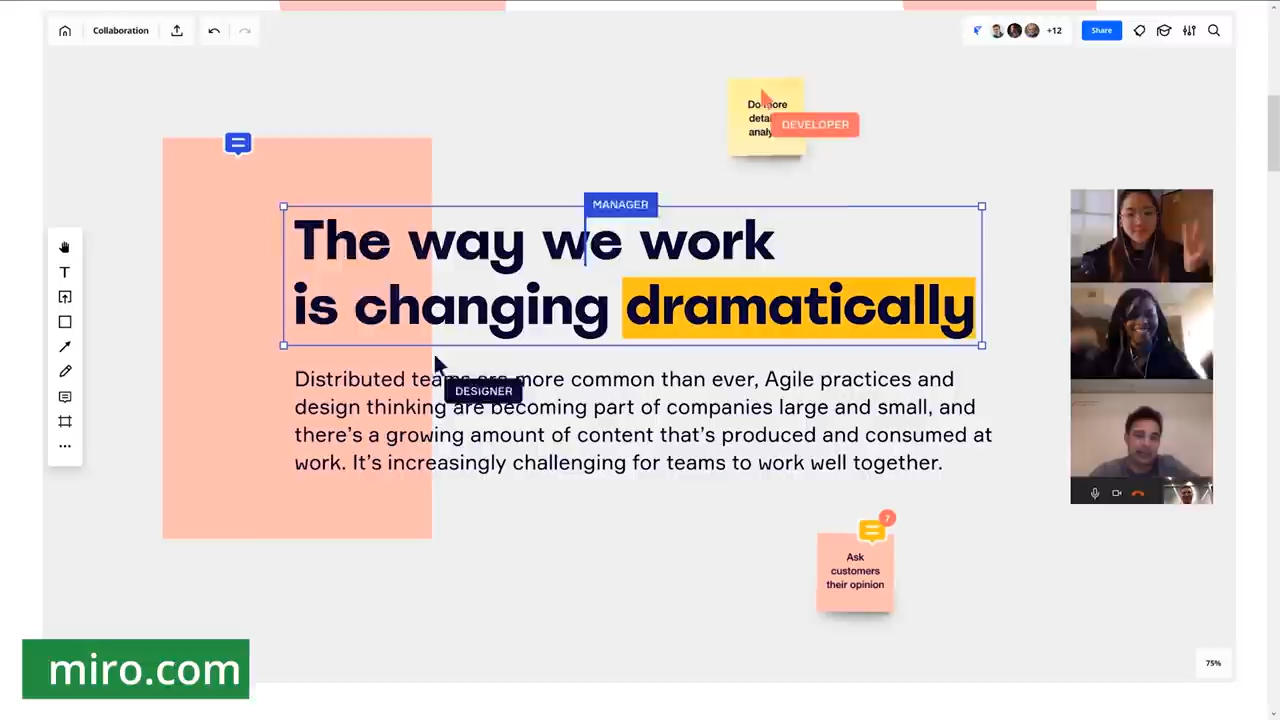 Collaboration
+12
Share
Do more
DEVELOPER
MANAGER
The way we work
is changing dramatically
Distributed teams are more common than ever, Agile practices and
DESIGNER
design thinking are becoming part of companies large and small, and
there's a growing amount of content that's produced and consumed at
work. It's increasingly challenging for teams to work well together.
7
Ask
customers
their opinion
miro.com
75%